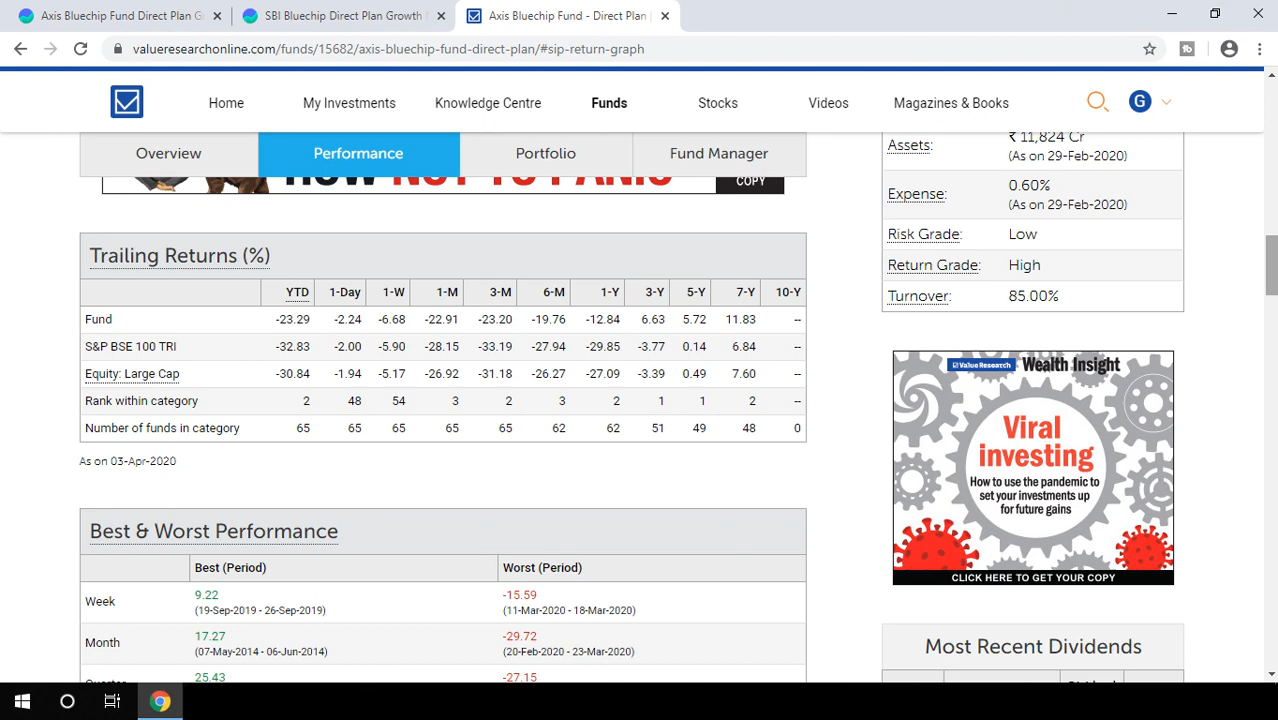 Axis Bluechip Fund Direct Plan Gr
SBI Bluechip Direct Plan Growth N
Axis Bluechip Fund - Direct Plan
valueresearchonline.com/funds/15682/axis-bluechip-fund-direct-plan/#sip-return-graph
Home My Investments Knowledge Centre Funds Stocks Videos Magazines & Books G
Overview Performance Portfolio Fund Manager
HOW NOT TO PANIC COPY
Assets: ₹ 11,824 Cr
(As on 29-Feb-2020)
Expense: 0.60%
(As on 29-Feb-2020)
Risk Grade: Low
Return Grade: High
Turnover: 85.00%
Trailing Returns (%)
YTD 1-Day 1-W 1-M 3-M 6-M 1-Y 3-Y 5-Y 7-Y 10-Y
Fund -23.29 -2.24 -6.68 -22.91 -23.20 -19.76 -12.84 6.63 5.72 11.83 --
S&P BSE 100 TRI -32.83 -2.00 -5.90 -28.15 -33.19 -27.94 -29.85 -3.77 0.14 6.84 --
Equity: Large Cap -30.85 -1.93 -5.17 -26.92 -31.18 -26.27 -27.09 -3.39 0.49 7.60 --
Rank within category 2 48 54 3 2 3 2 1 1 2 --
Number of funds in category 65 65 65 65 65 62 62 51 49 48 0
As on 03-Apr-2020
Value Research Wealth Insight
Viral
investing
How to use the pandemic to
set your investments up
for future gains
CLICK HERE TO GET YOUR COPY
Best & Worst Performance
Best (Period) Worst (Period)
Week 9.22 -15.59
(19-Sep-2019 - 26-Sep-2019) (11-Mar-2020 - 18-Mar-2020)
Month 17.27 -29.72
(07-May-2014 - 06-Jun-2014) (20-Feb-2020 - 23-Mar-2020)
Quarter 25.43 -27.15
Most Recent Dividends